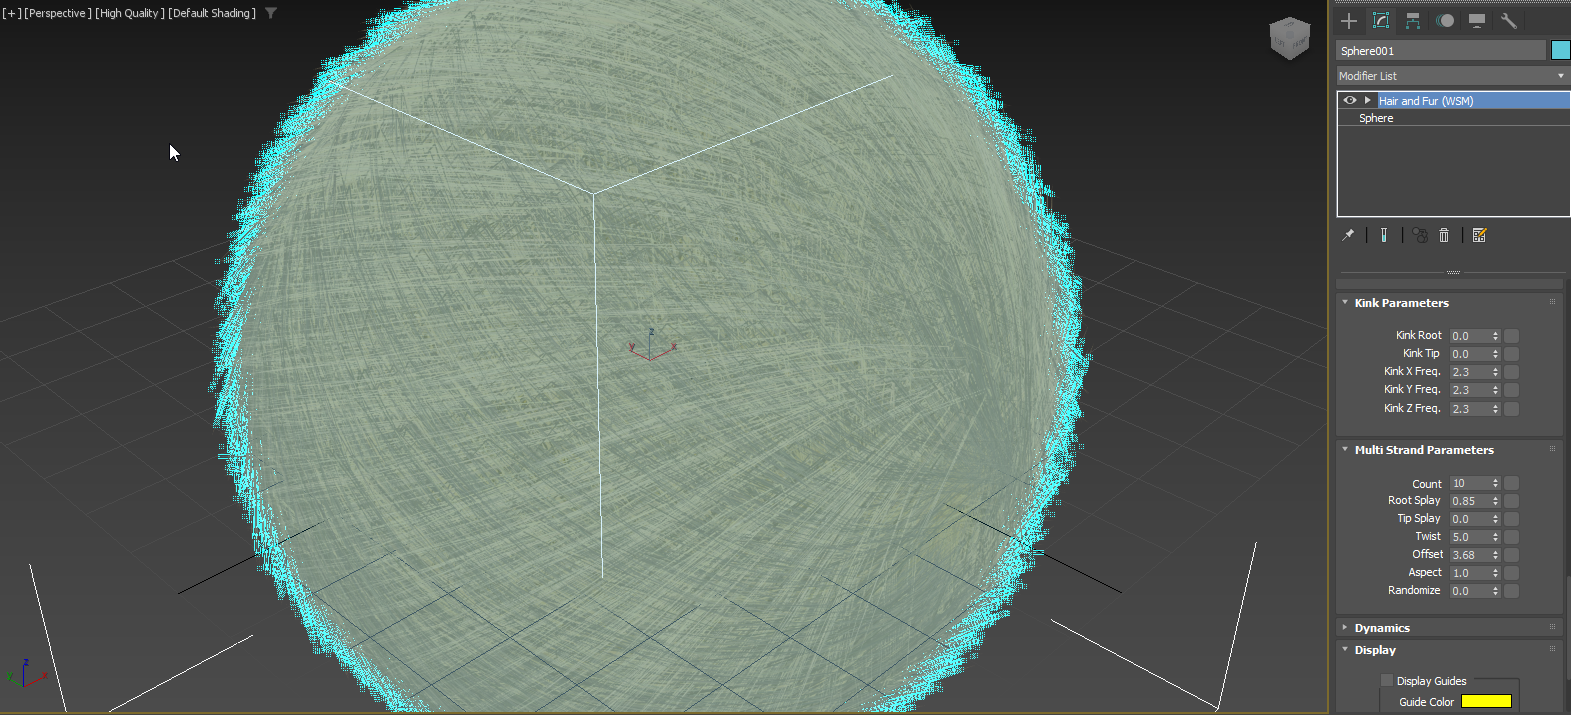 [+] [Perspective ] [High Quality ] [Default Shading ]
Sphere001
Modifier List
Hair and Fur (WSM)
Sphere
Kink Parameters
Kink Root 0.0
Kink Tip 0.0
Kink X Freq. 2.3
Kink Y Freq. 2.3
Kink Z Freq. 2.3
Multi Strand Parameters
Count 10
Root Splay 0.85
Tip Splay 0.0
Twist 5.0
Offset 3.68
Aspect 1.0
Randomize 0.0
Dynamics
Display
Display Guides
Guide Color
z
y x
z
y x